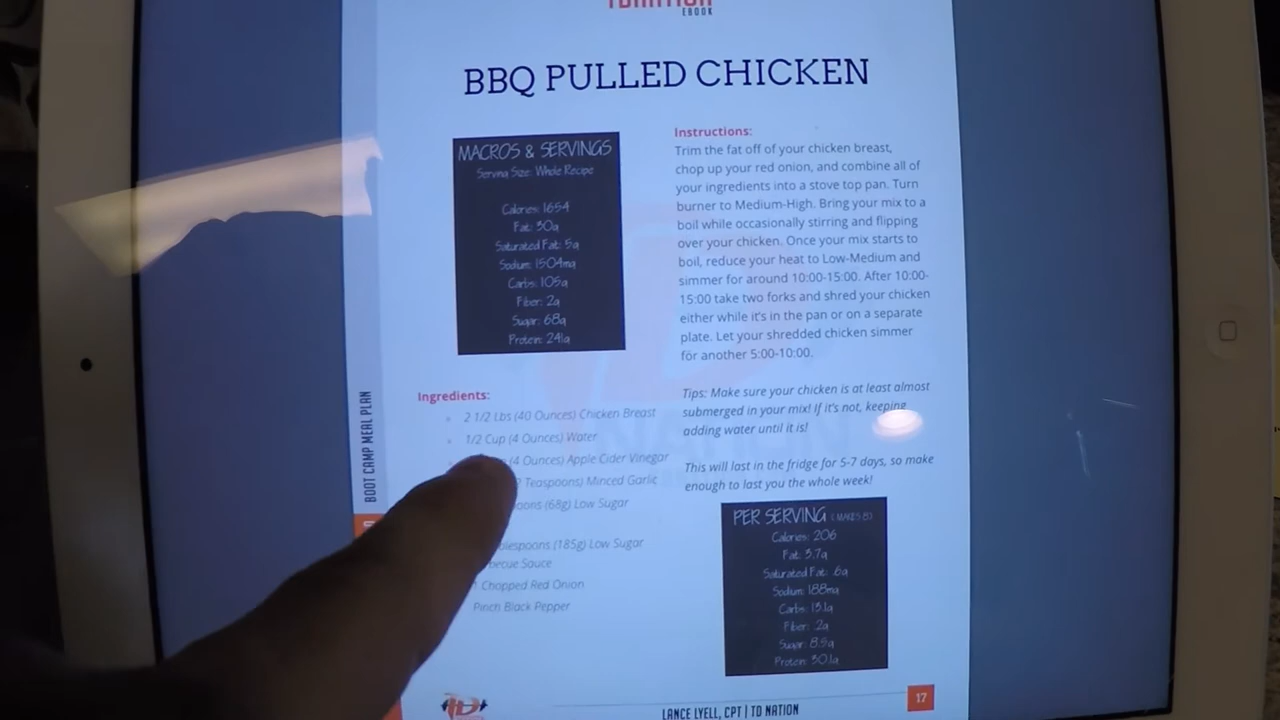 EBOOK
BBQ PULLED CHICKEN
MACROS & SERVINGS
Serving Size: Whole Recipe
Calories: 1654
Fat: 30g
Saturated Fat: 5g
Sodium: 1504mg
Carbs: 105g
Fiber: 2g
Sugar: 68g
Protein: 241g
Ingredients:
2 1/2 Lbs (40 Ounces) Chicken Breast
1/2 Cup (4 Ounces) Water
(4 Ounces) Apple Cider Vinegar
Teaspoons) Minced Garlic
(68g) Low Sugar
(185g) Low Sugar
Sauce
Chopped Red Onion
Pinch Black Pepper
Instructions:
Trim the fat off of your chicken breast,
chop up your red onion, and combine all of
your ingredients into a stove top pan. Turn
burner to Medium-High. Bring your mix to a
boil while occasionally stirring and flipping
over your chicken. Once your mix starts to
boil, reduce your heat to Low-Medium and
simmer for around 10:00-15:00. After 10:00-
15:00 take two forks and shred your chicken
either while it's in the pan or on a separate
plate. Let your shredded chicken simmer
for another 5:00-10:00.
Tips: Make sure your chicken is at least almost
submerged in your mix! If it's not, keeping
adding water until it is!
This will last in the fridge for 5-7 days, so make
enough to last you the whole week!
PER SERVING (MAKES 8)
Calories: 206
Fat: 3.7g
Saturated Fat: .6g
Sodium: 188mg
Carbs: 13.1g
Fiber: .2g
Sugar: 8.5g
Protein: 30.1g
BOOT CAMP MEAL PLAN
LANCE LYELL, CPT | TD NATION
17